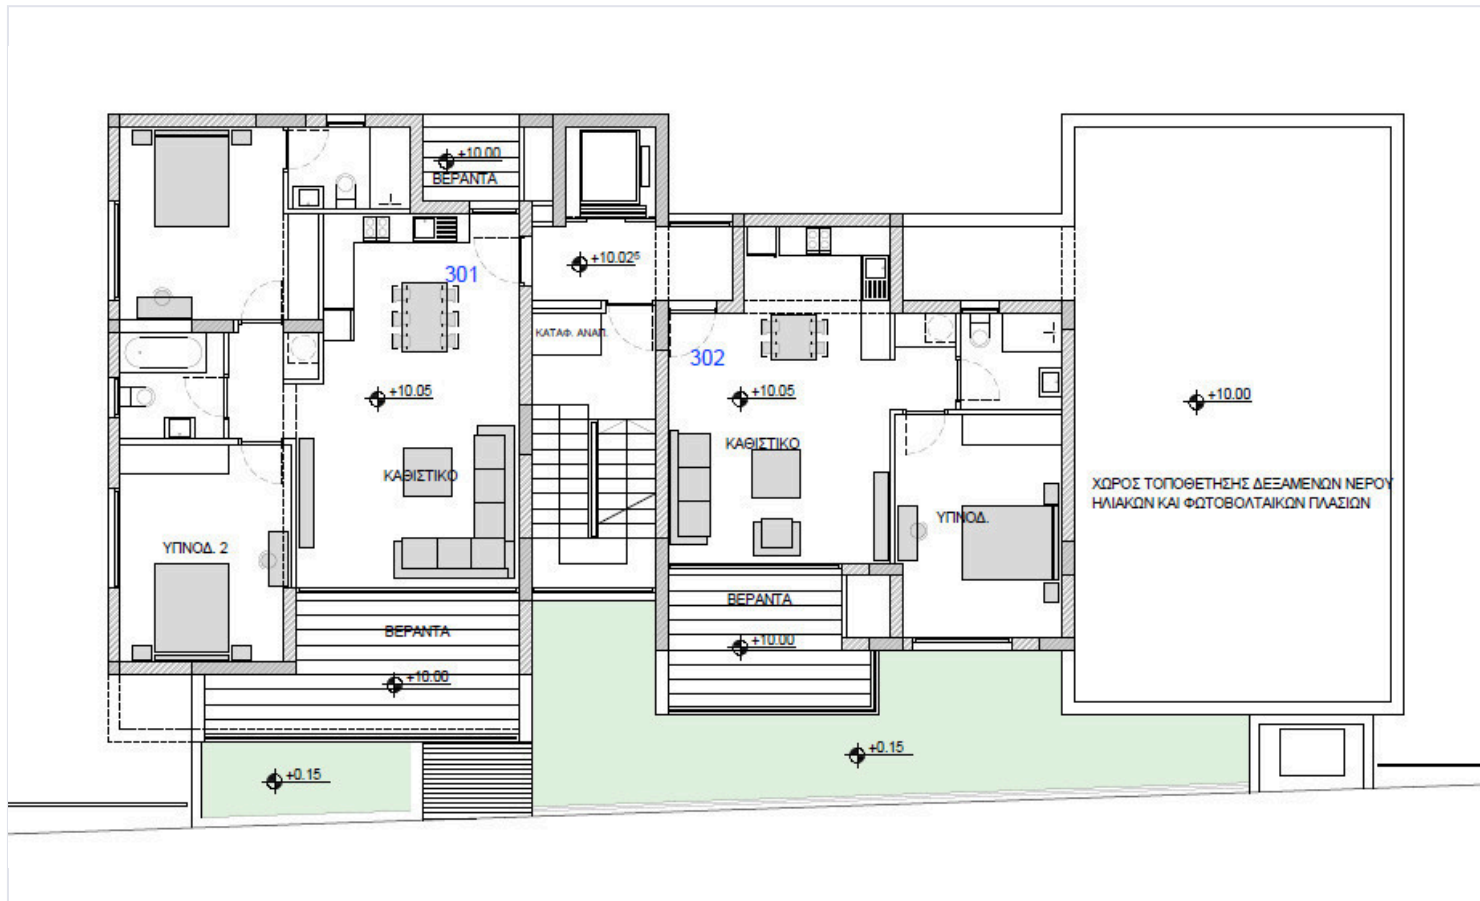 +10.00
ΒΕΡΑΝΤΑ
301
+10.02⁵
ΚΑΤΑΦ. ΑΝΑΠ.
302
+10.05
+10.05
+10.00
ΚΑΘΙΣΤΙΚΟ
ΚΑΘΙΣΤΙΚΟ
ΧΩΡΟΣ ΤΟΠΟΘΕΤΗΣΗΣ ΔΕΞΑΜΕΝΩΝ ΝΕΡΟΥ
ΗΛΙΑΚΩΝ ΚΑΙ ΦΩΤΟΒΟΛΤΑΙΚΩΝ ΠΛΑΣΙΩΝ
ΥΠΝΟΔ.
ΥΠΝΟΔ. 2
ΒΕΡΑΝΤΑ
ΒΕΡΑΝΤΑ
+10.00
+10.00
+0.15
+0.15